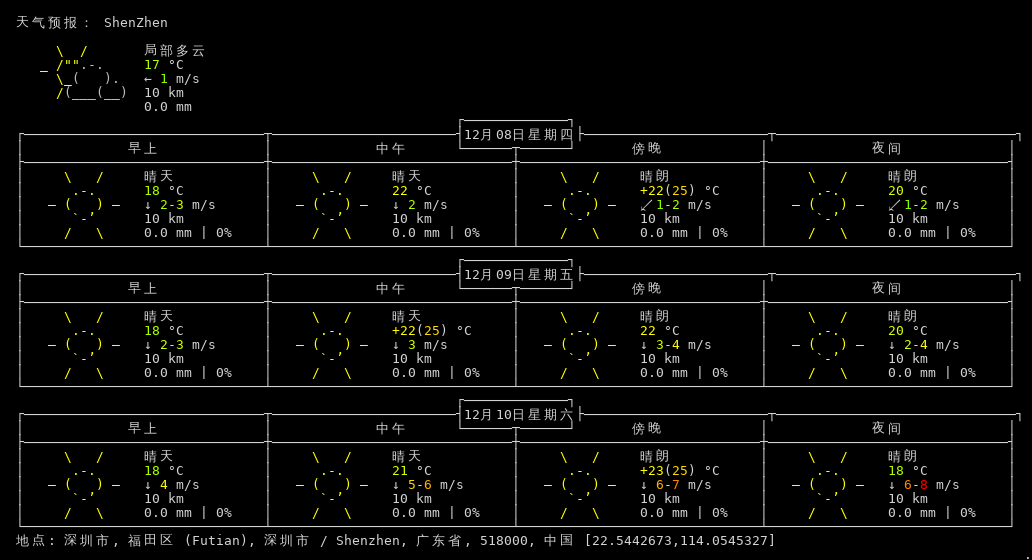 天气预报： ShenZhen
局部多云
17 °C
← 1 m/s
10 km
0.0 mm
12月08日星期四
早上 中午 傍晚 夜间
晴天 晴天 晴朗 晴朗
18 °C 22 °C +22(25) °C 20 °C
↓ 2-3 m/s ↓ 2 m/s ↙ 1-2 m/s ↙ 1-2 m/s
10 km 10 km 10 km 10 km
0.0 mm | 0% 0.0 mm | 0% 0.0 mm | 0% 0.0 mm | 0%
12月09日星期五
早上 中午 傍晚 夜间
晴天 晴天 晴朗 晴朗
18 °C +22(25) °C 22 °C 20 °C
↓ 2-3 m/s ↓ 3 m/s ↓ 3-4 m/s ↓ 2-4 m/s
10 km 10 km 10 km 10 km
0.0 mm | 0% 0.0 mm | 0% 0.0 mm | 0% 0.0 mm | 0%
12月10日星期六
早上 中午 傍晚 夜间
晴天 晴天 晴朗 晴朗
18 °C 21 °C +23(25) °C 18 °C
↓ 4 m/s ↓ 5-6 m/s ↓ 6-7 m/s ↓ 6-8 m/s
10 km 10 km 10 km 10 km
0.0 mm | 0% 0.0 mm | 0% 0.0 mm | 0% 0.0 mm | 0%
地点: 深圳市, 福田区 (Futian), 深圳市 / Shenzhen, 广东省, 518000, 中国 [22.5442673,114.0545327]